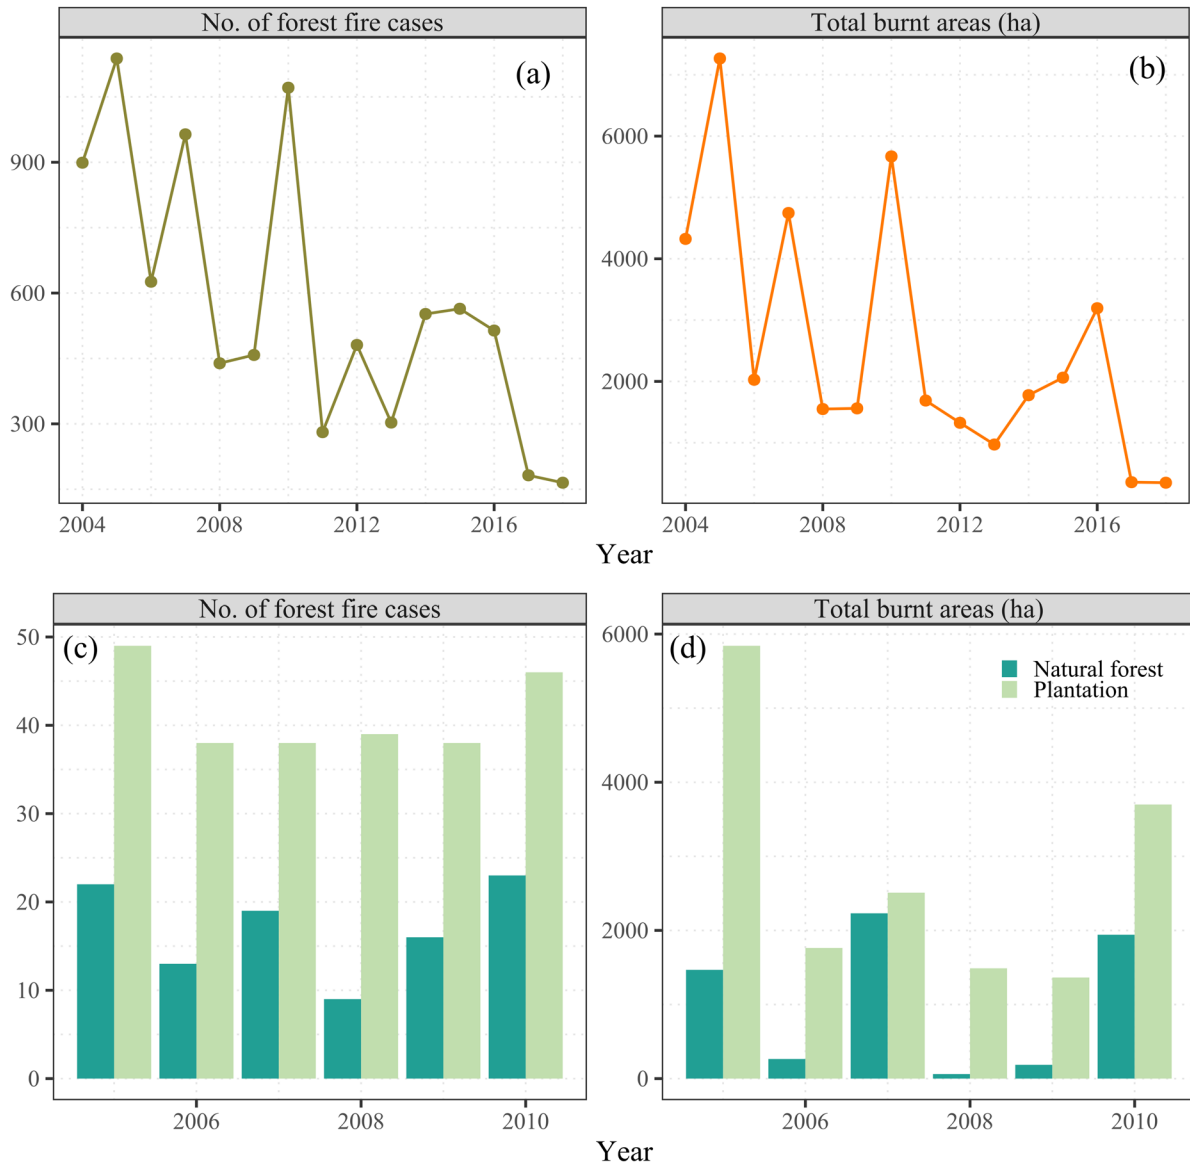 No. of forest fire cases
Total burnt areas (ha)
(a)
(b)
900
600
300
6000
4000
2000
2004 2008 2012 2016
2004 2008 2012 2016
Year
No. of forest fire cases
Total burnt areas (ha)
(c)
(d)
50
40
30
20
10
0
6000
4000
2000
0
Natural forest
Plantation
2006 2008 2010
2006 2008 2010
Year